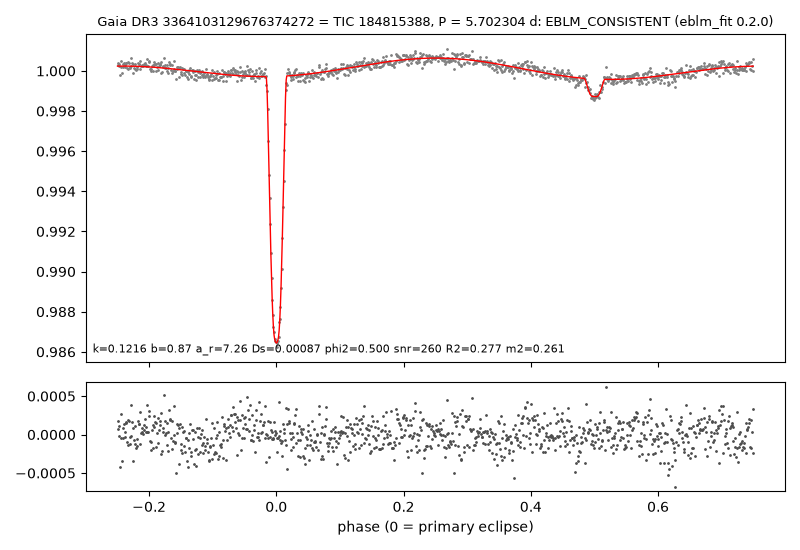 Gaia DR3 3364103129676374272 = TIC 184815388, P = 5.702304 d: EBLM_CONSISTENT (eblm_fit 0.2.0)
1.000
0.998
0.996
0.994
0.992
0.990
0.988
0.986
k=0.1216 b=0.87 a_r=7.26 Ds=0.00087 phi2=0.500 snr=260 R2=0.277 m2=0.261
0.0005
0.0000
−0.0005
−0.2 0.0 0.2 0.4 0.6
phase (0 = primary eclipse)